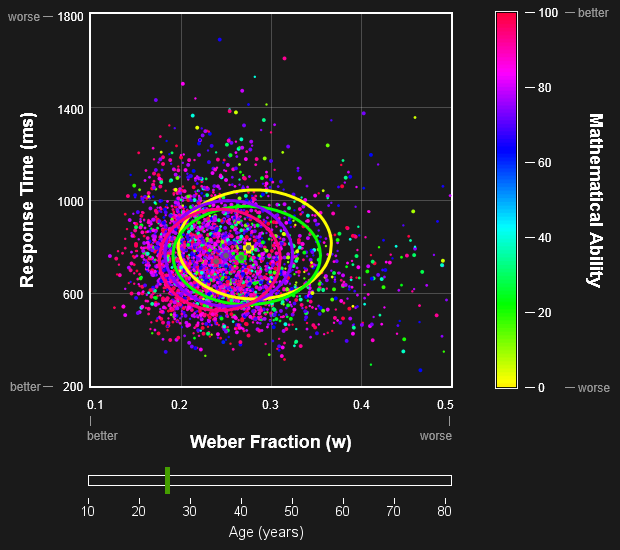 worse — 1800
1400
1000
600
better — 200
Response Time (ms)
0.1 0.2 0.3 0.4 0.5
better worse
Weber Fraction (w)
10 20 30 40 50 60 70 80
Age (years)
100 — better
80
60
40
20
0 — worse
Mathematical Ability